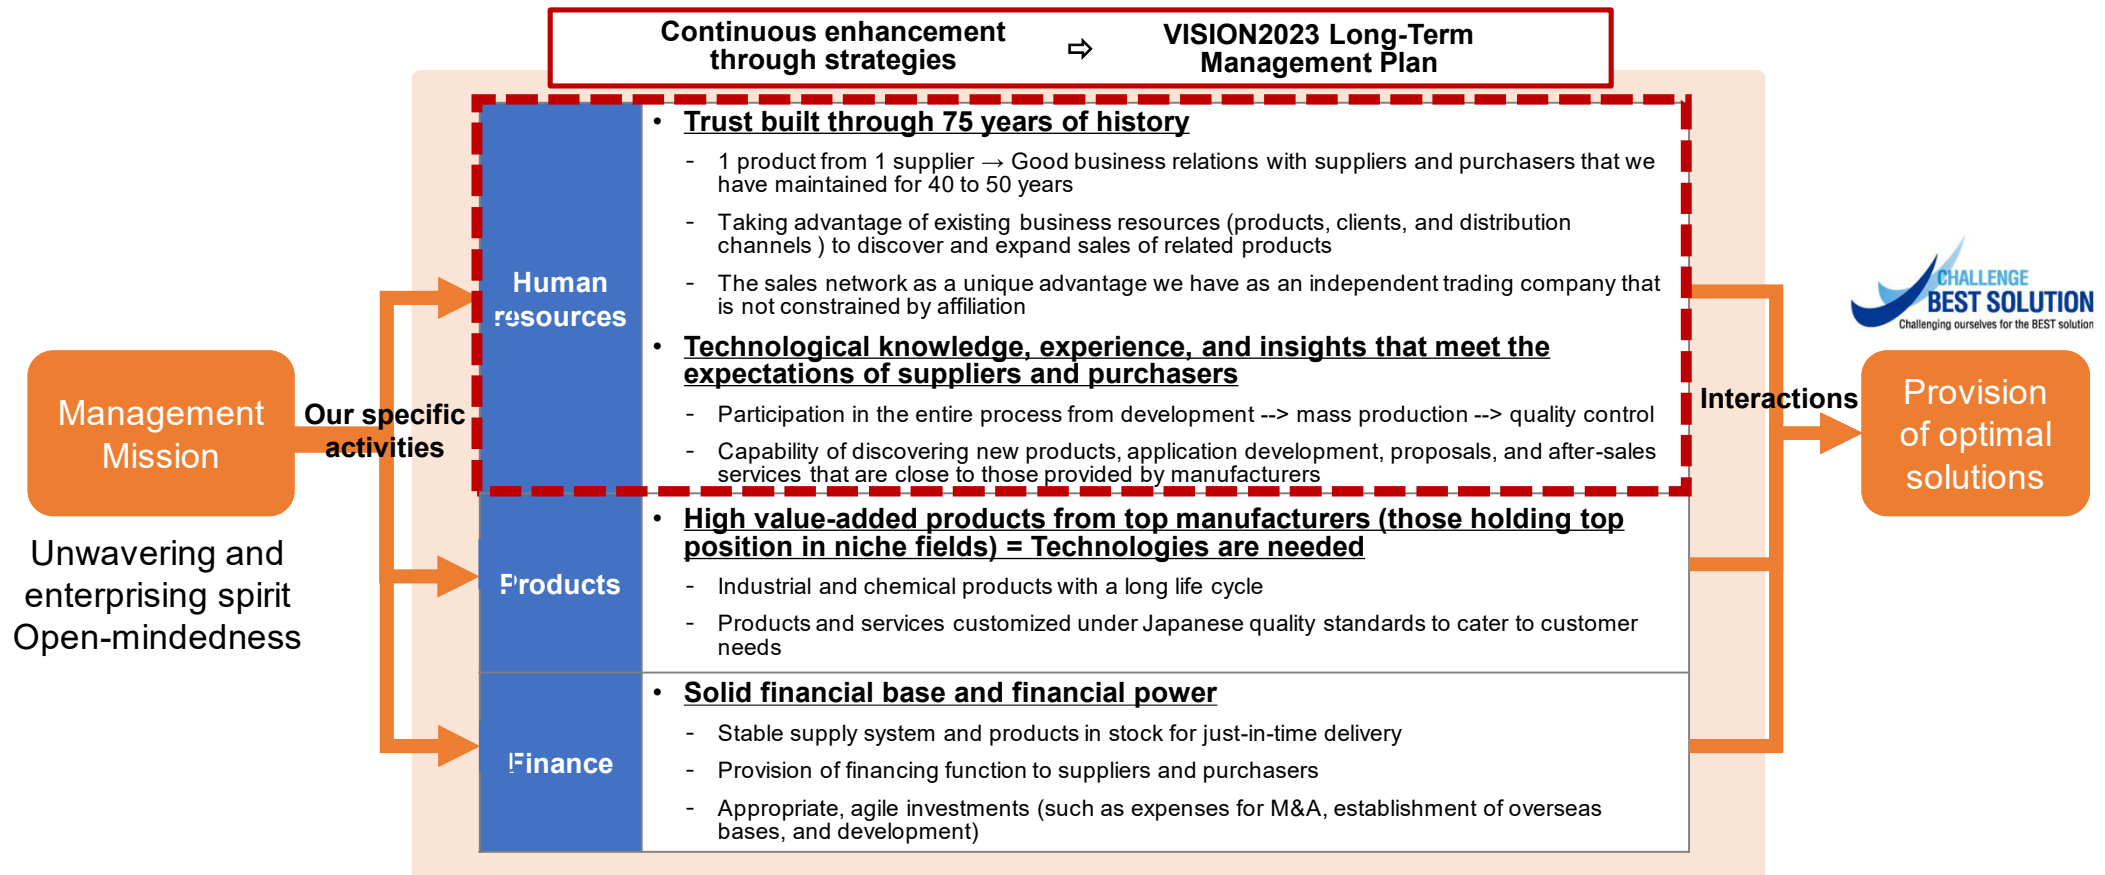 Continuous enhancement
through strategies
⇨
VISION2023 Long-Term
Management Plan
Management
Mission
Unwavering and
enterprising spirit
Open-mindedness
Our specific
activities
Human
resources
• Trust built through 75 years of history
- 1 product from 1 supplier → Good business relations with suppliers and purchasers that we
have maintained for 40 to 50 years
- Taking advantage of existing business resources (products, clients, and distribution
channels ) to discover and expand sales of related products
- The sales network as a unique advantage we have as an independent trading company that
is not constrained by affiliation
• Technological knowledge, experience, and insights that meet the
expectations of suppliers and purchasers
- Participation in the entire process from development --> mass production --> quality control
- Capability of discovering new products, application development, proposals, and after-sales
services that are close to those provided by manufacturers
Products
• High value-added products from top manufacturers (those holding top
position in niche fields) = Technologies are needed
- Industrial and chemical products with a long life cycle
- Products and services customized under Japanese quality standards to cater to customer
needs
Finance
• Solid financial base and financial power
- Stable supply system and products in stock for just-in-time delivery
- Provision of financing function to suppliers and purchasers
- Appropriate, agile investments (such as expenses for M&A, establishment of overseas
bases, and development)
Interactions
CHALLENGE
BEST SOLUTION
Challenging ourselves for the BEST solution
Provision
of optimal
solutions